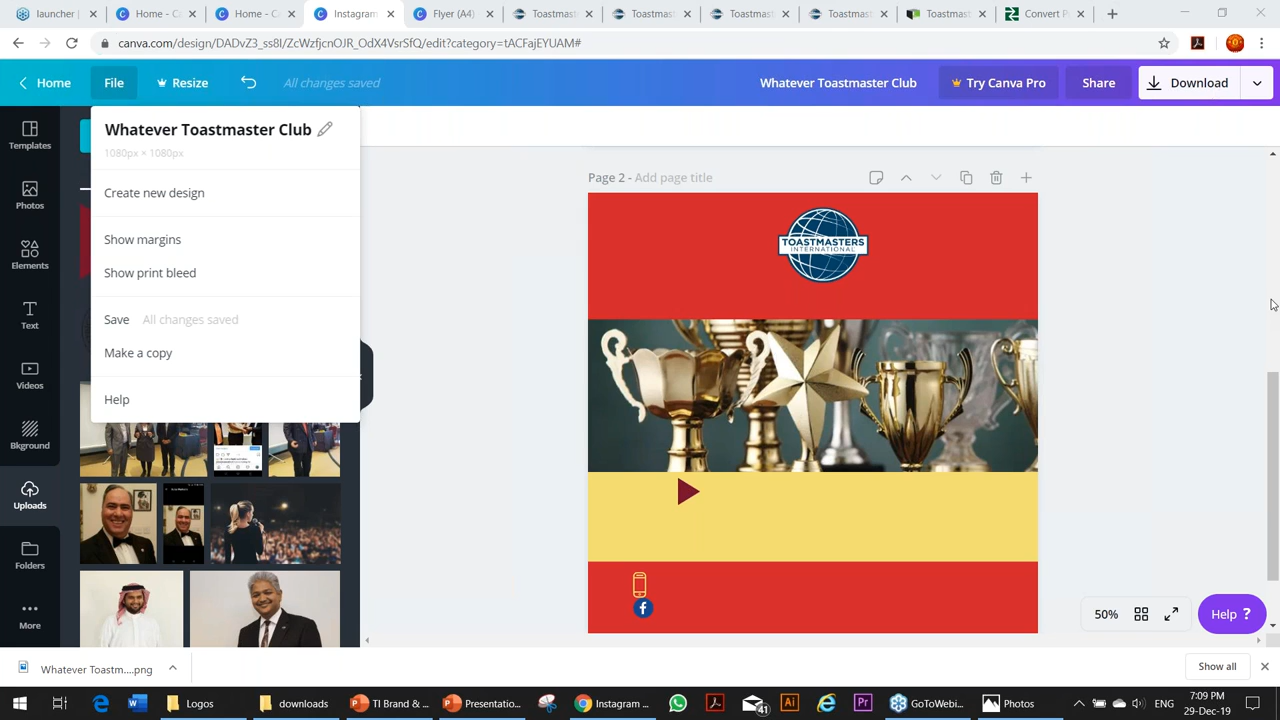 launcher
Home - C
Instagram
Flyer (A4)
Toastmast
Toastmast
Toastmast
Toastmast
Toastmast
Convert P
canva.com/design/DADvZ3_ss8I/ZcWzfjcnOJR_OdX4VsrSfQ/edit?category=tACFajEYUAM#
Home
File
Resize
All changes saved
Whatever Toastmaster Club
Try Canva Pro
Share
Download
Whatever Toastmaster Club
1080px × 1080px
Create new design
Show margins
Show print bleed
Save All changes saved
Make a copy
Help
Templates
Photos
Elements
Text
Videos
Bkground
Uploads
Folders
More
Page 2 - Add page title
TOASTMASTERS
INTERNATIONAL
50%
Help ?
Whatever Toastm....png
Show all
Logos
downloads
TI Brand & ...
Presentatio...
Instagram ...
41
GoToWebi...
Photos
ENG
7:09 PM
29-Dec-19